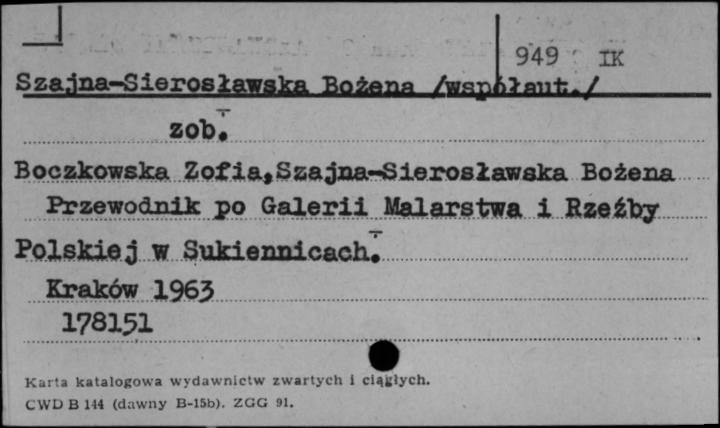 949 IK
Szajna-Sierosławska Bożena /współaut./
zob.
Boczkowska Zofia,Szajna-Sierosławska Bożena
Przewodnik po Galerii Malarstwa i Rzeźby
Polskiej w Sukiennicach.
Kraków 1963
178151
Karta katalogowa wydawnictw zwartych i ciągłych.
CWD B 144 (dawny B-15b). ZGG 91.